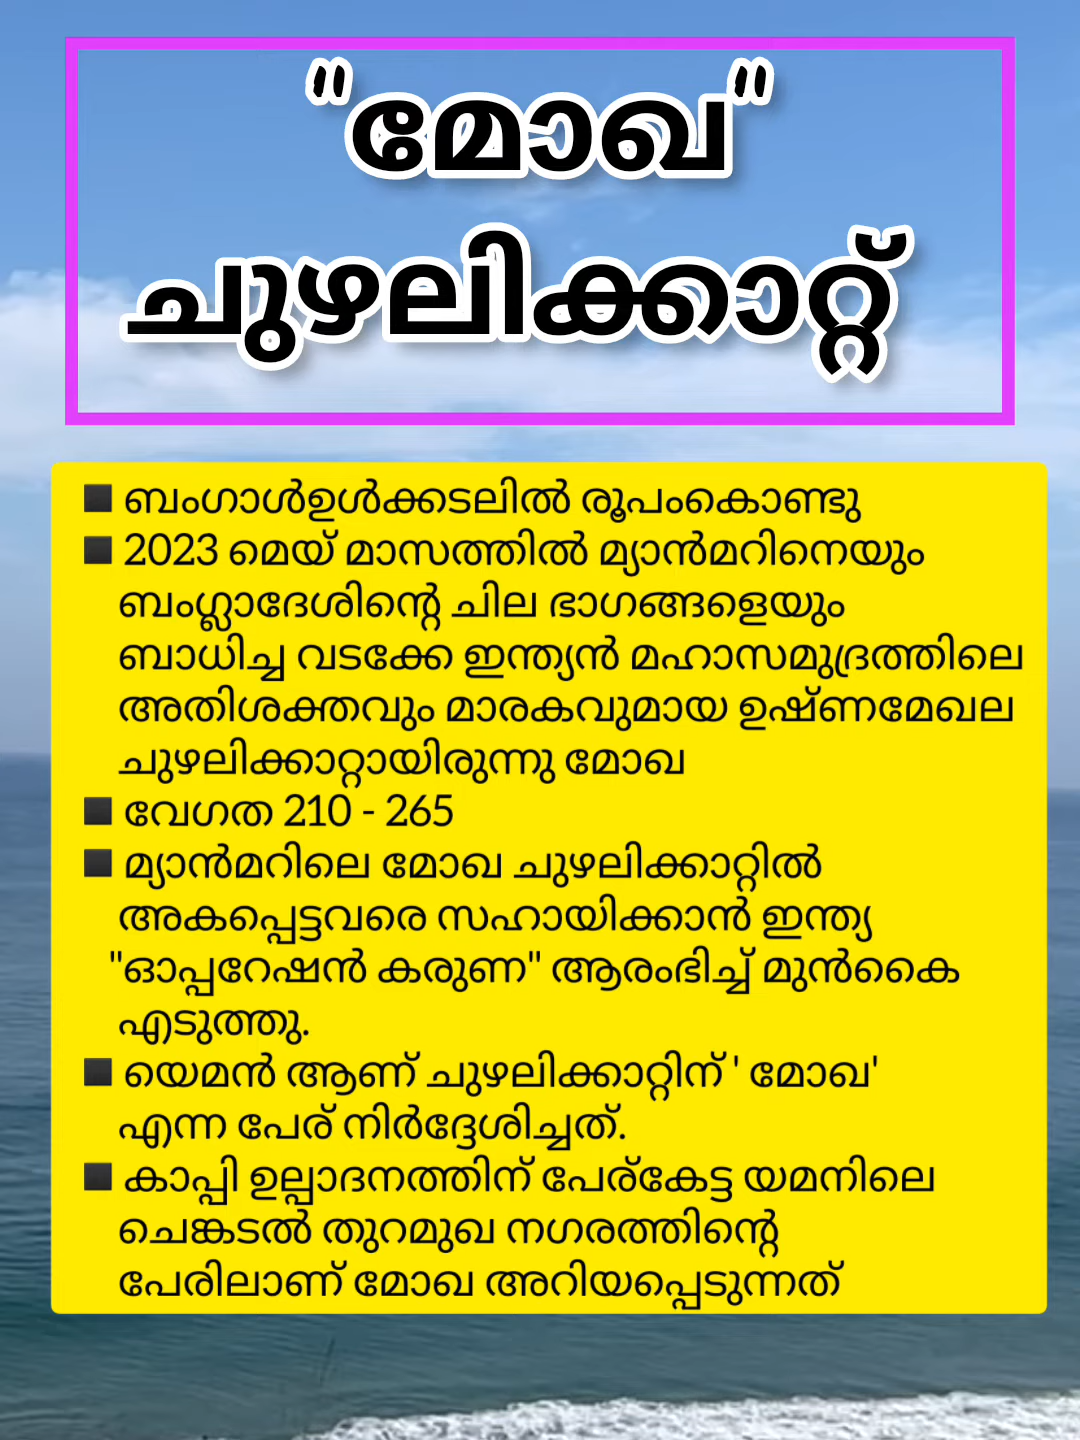 "മോഖ"
ചുഴലിക്കാറ്റ്
◾ ബംഗാൾഉൾക്കടലിൽ രൂപംകൊണ്ടു
◾ 2023 മെയ് മാസത്തിൽ മ്യാൻമറിനെയും
ബംഗ്ലാദേശിന്റെ ചില ഭാഗങ്ങളെയും
ബാധിച്ച വടക്കേ ഇന്ത്യൻ മഹാസമുദ്രത്തിലെ
അതിശക്തവും മാരകവുമായ ഉഷ്ണമേഖല
ചുഴലിക്കാറ്റായിരുന്നു മോഖ
◾ വേഗത 210 - 265
◾ മ്യാൻമറിലെ മോഖ ചുഴലിക്കാറ്റിൽ
അകപ്പെട്ടവരെ സഹായിക്കാൻ ഇന്ത്യ
"ഓപ്പറേഷൻ കരുണ" ആരംഭിച്ച് മുൻകൈ
എടുത്തു.
◾ യെമൻ ആണ് ചുഴലിക്കാറ്റിന് ' മോഖ'
എന്ന പേര് നിർദ്ദേശിച്ചത്.
◾ കാപ്പി ഉല്പാദനത്തിന് പേര്കേട്ട യമനിലെ
ചെങ്കടൽ തുറമുഖ നഗരത്തിന്റെ
പേരിലാണ് മോഖ അറിയപ്പെടുന്നത്